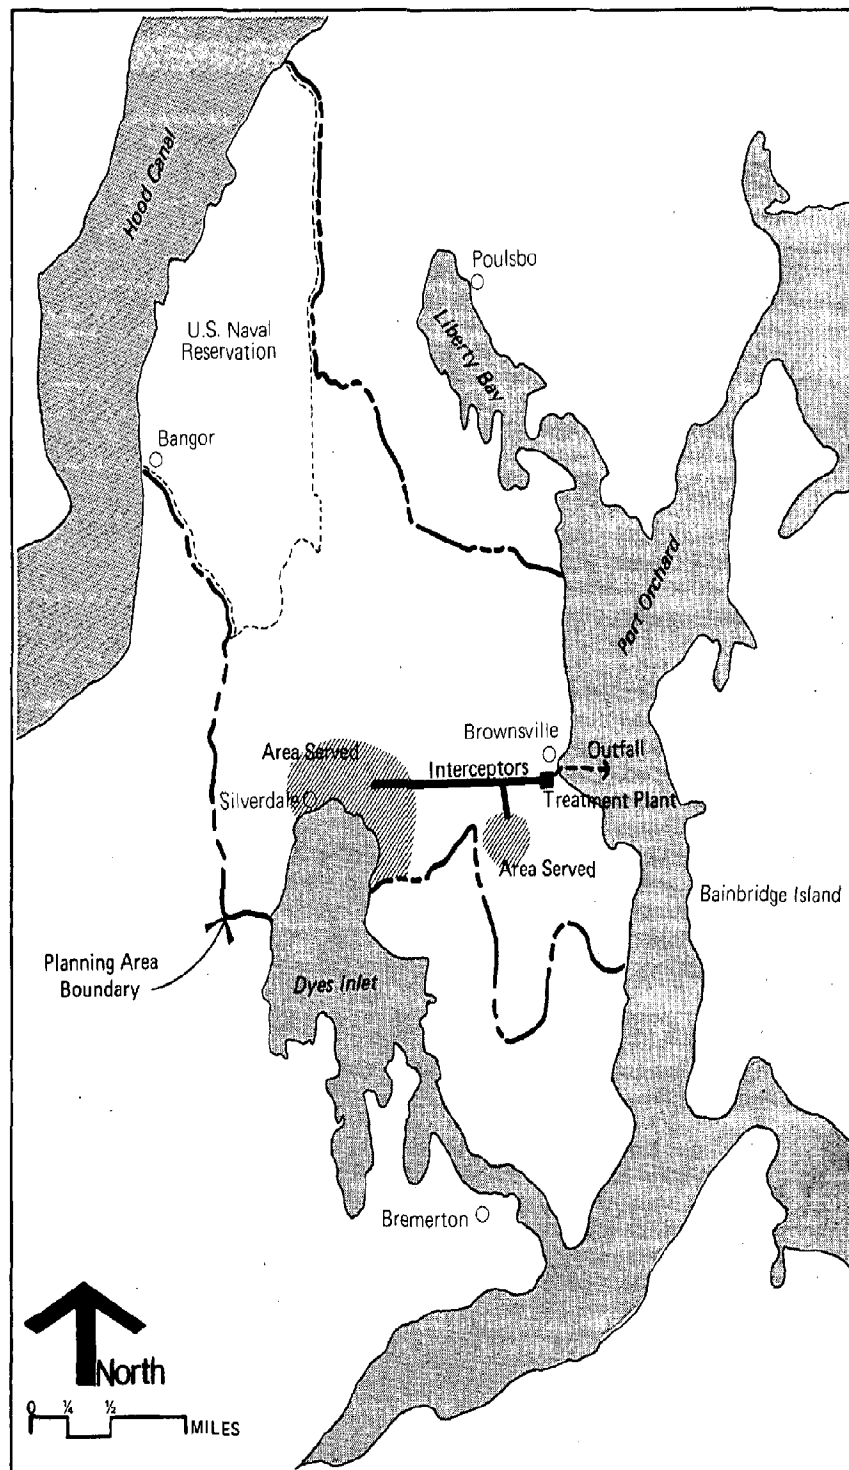 Hood Canal
Poulsbo
Liberty Bay
U.S. Naval
Reservation
Bangor
Port Orchard
Brownsville
Area Served
Interceptors
Outfall
Silverdale
Treatment Plant
Area Served
Bainbridge Island
Planning Area
Boundary
Dyes Inlet
Bremerton
North
0 ¼ ½
MILES